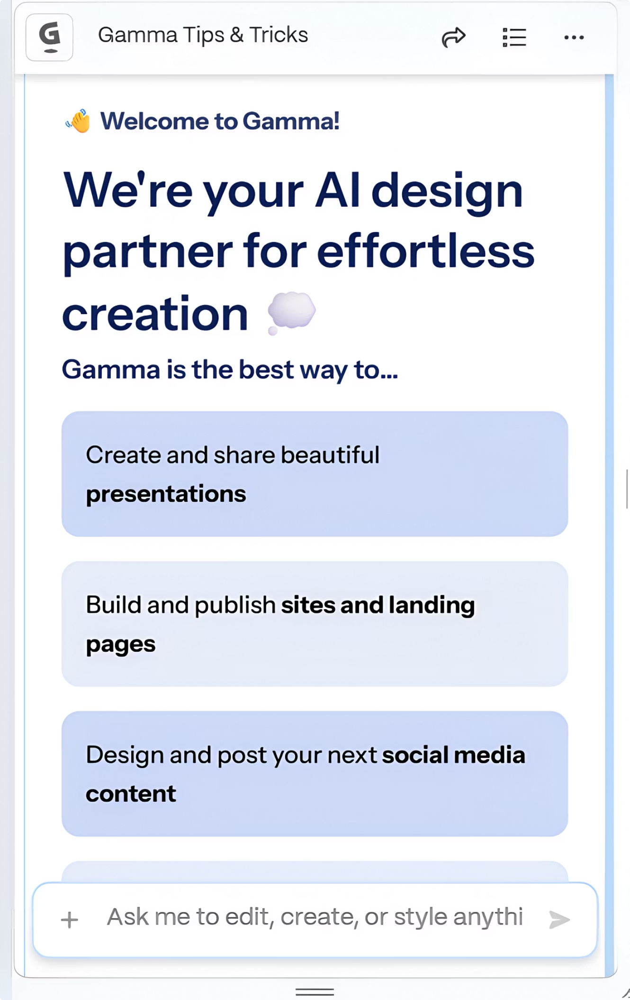 G
Gamma Tips & Tricks
👋 Welcome to Gamma!
We're your AI design
partner for effortless
creation 💭
Gamma is the best way to...
Create and share beautiful
presentations
Build and publish sites and landing
pages
Design and post your next social media
content
Ask me to edit, create, or style anythi